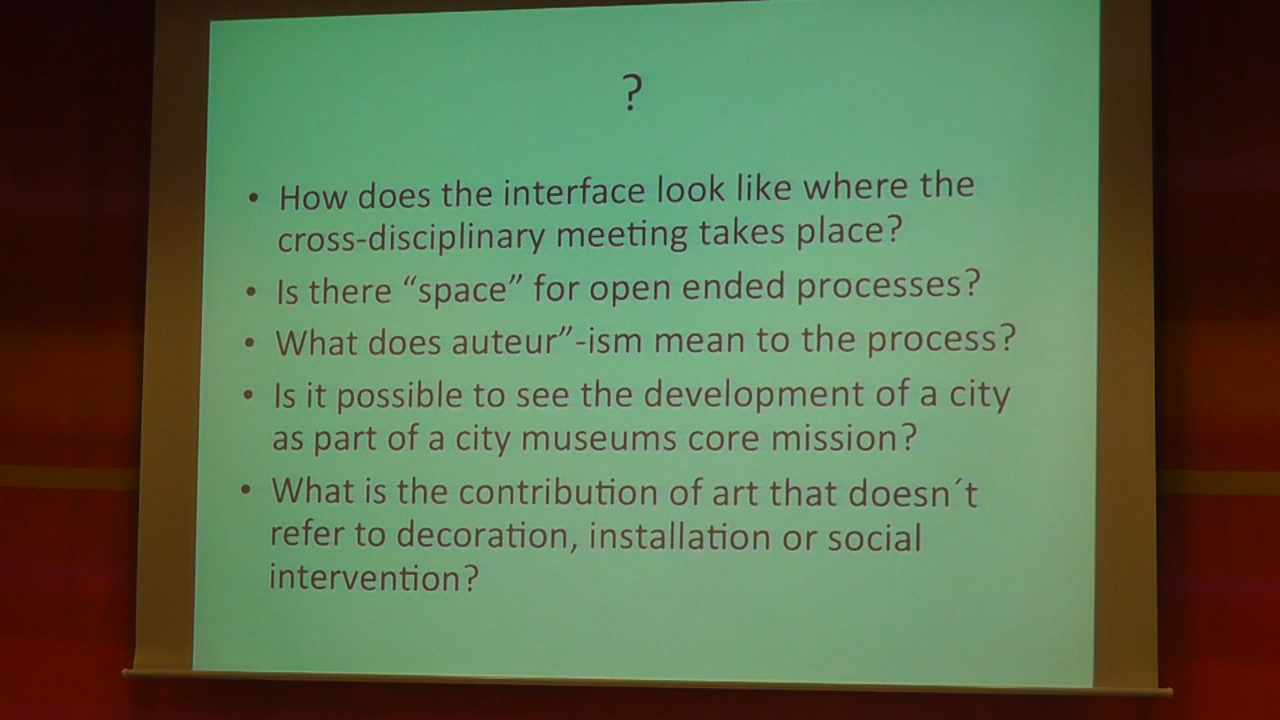 ?
• How does the interface look like where the
cross-disciplinary meeting takes place?
• Is there “space” for open ended processes?
• What does auteur”-ism mean to the process?
• Is it possible to see the development of a city
as part of a city museums core mission?
• What is the contribution of art that doesn´t
refer to decoration, installation or social
intervention?